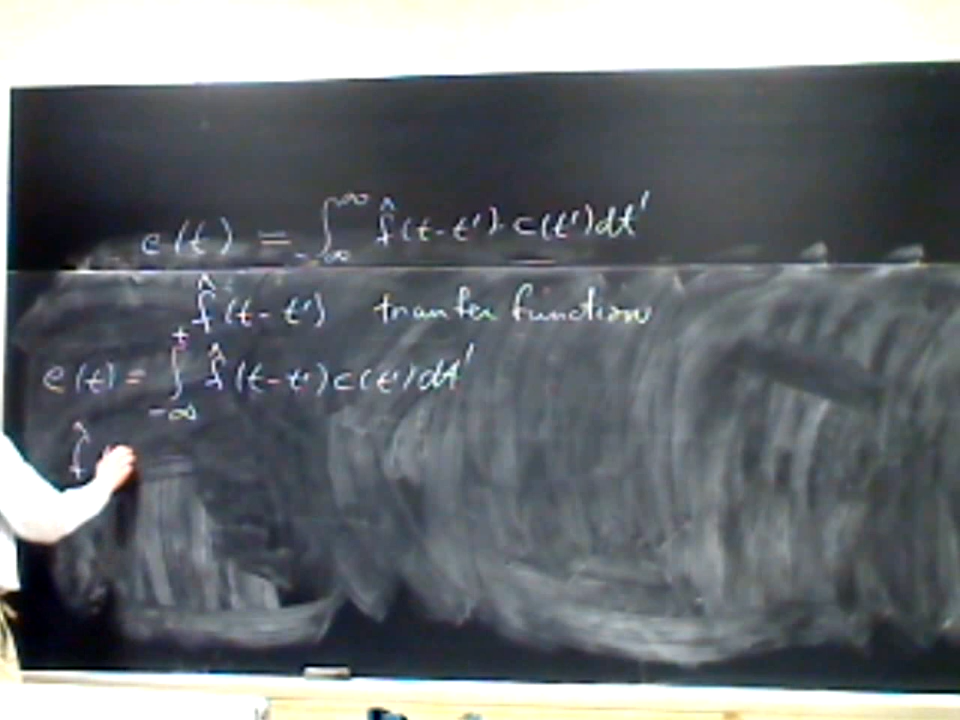 e(t) = ∫_{-∞}^{∞} f̂(t-t')·c(t')dt'
f̂(t-t') tranfer function
e(t) = ∫_{-∞}^{t} f̂(t-t')c(t')dt'
f̂